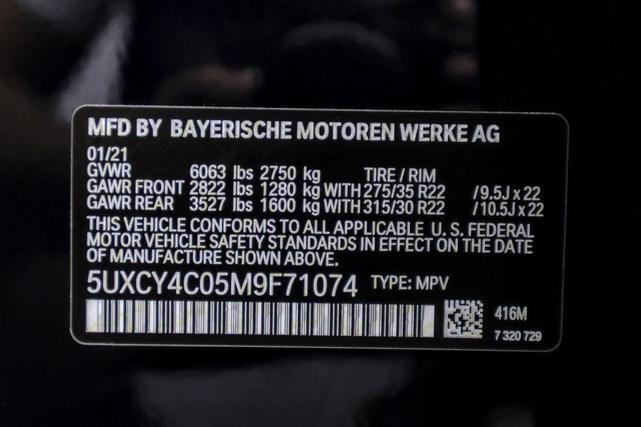 MFD BY BAYERISCHE MOTOREN WERKE AG
01/21
GVWR 6063 lbs 2750 kg TIRE / RIM
GAWR FRONT 2822 lbs 1280 kg WITH 275/35 R22 /9.5J x 22
GAWR REAR 3527 lbs 1600 kg WITH 315/30 R22 /10.5J x 22
THIS VEHICLE CONFORMS TO ALL APPLICABLE U. S. FEDERAL
MOTOR VEHICLE SAFETY STANDARDS IN EFFECT ON THE DATE
OF MANUFACTURE SHOWN ABOVE.
5UXCY4C05M9F71074 TYPE: MPV
416M
7 320 729